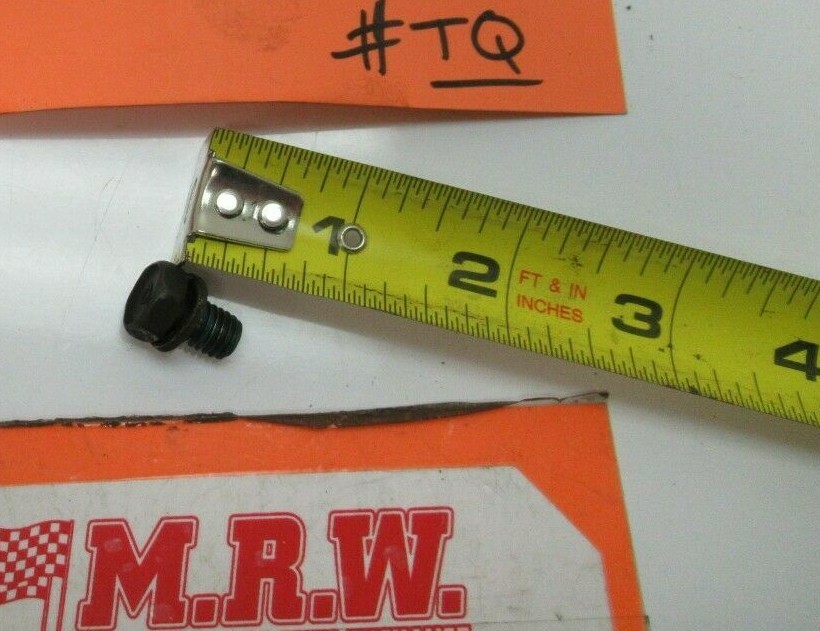 #TQ
1 2 FT & IN 3 4
INCHES
M.R.W.